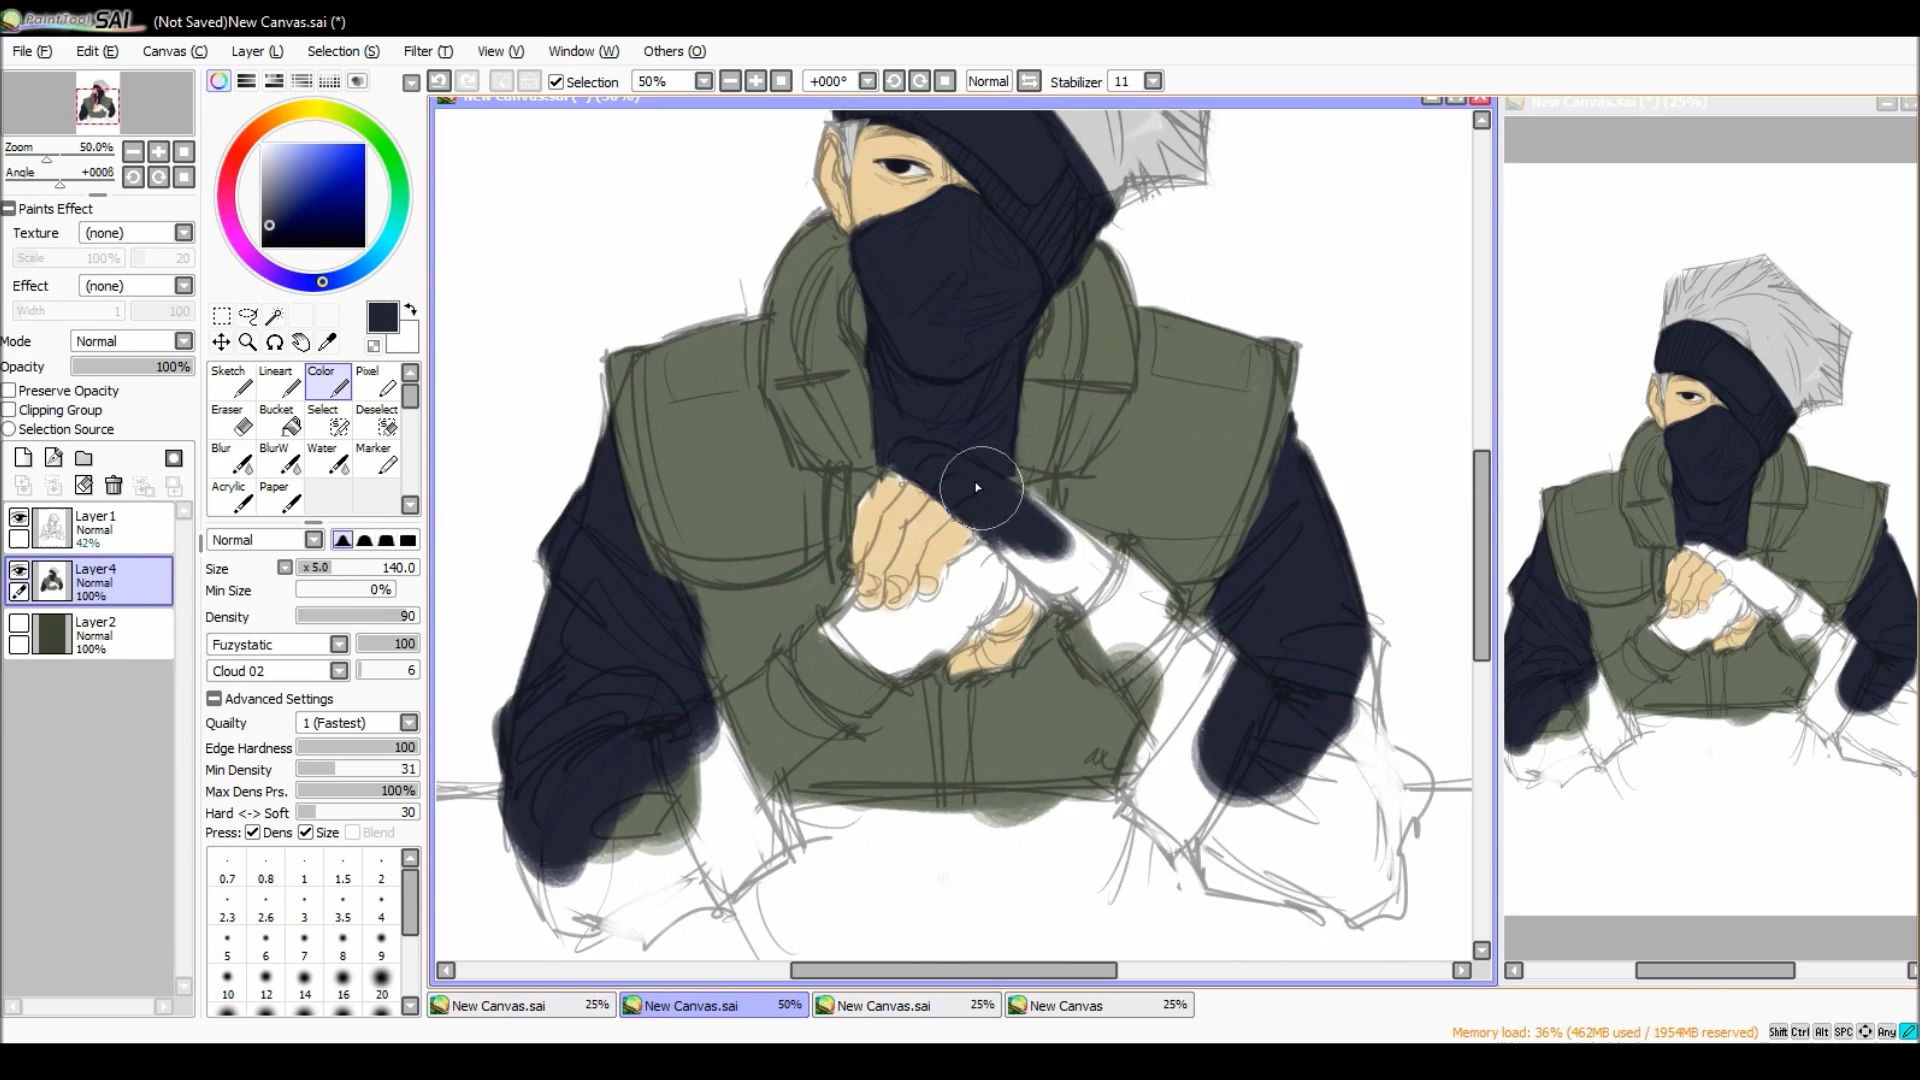 PaintTool SAI (Not Saved)New Canvas.sai (*)
File (F) Edit (E) Canvas (C) Layer (L) Selection (S) Filter (T) View (V) Window (W) Others (O)
Selection 50% +000° Normal Stabilizer 11
New Canvas.sai (*) (50%)
New Canvas.sai (*) (25%)
Zoom 50.0%
Angle +000ß
Paints Effect
Texture (none)
Scale 100% 20
Effect (none)
Width 1 100
Mode Normal
Opacity 100%
Preserve Opacity
Clipping Group
Selection Source
Layer1
Normal
42%
Layer4
Normal
100%
Layer2
Normal
100%
Sketch Lineart Color Pixel
Eraser Bucket Select Deselect
Blur BlurW Water Marker
Acrylic Paper
Normal
Size x 5.0 140.0
Min Size 0%
Density 90
Fuzystatic 100
Cloud 02 6
Advanced Settings
Quailty 1 (Fastest)
Edge Hardness 100
Min Density 31
Max Dens Prs. 100%
Hard <-> Soft 30
Press: Dens Size Blend
0.7 0.8 1 1.5 2
2.3 2.6 3 3.5 4
5 6 7 8 9
10 12 14 16 20
New Canvas.sai 25% New Canvas.sai 50% New Canvas.sai 25% New Canvas 25%
Memory load: 36% (462MB used / 1954MB reserved) Shift Ctrl Alt SPC Any